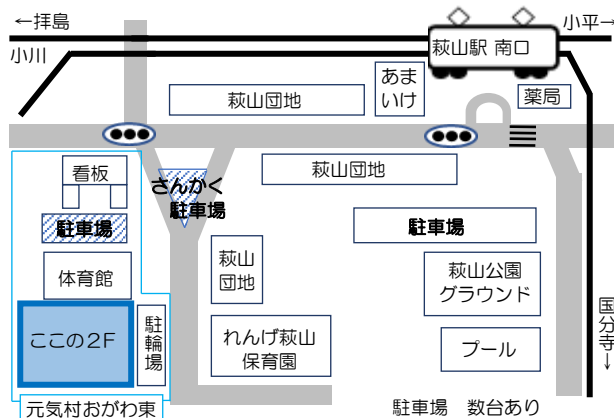 ←拝島
小平→
萩山駅 南口
小川
あま
いけ
萩山団地
薬局
看板
さんかく
駐車場
萩山団地
駐車場
駐車場
体育館
萩山
団地
萩山公園
グラウンド
ここの2F
駐
輪
場
れんげ萩山
保育園
プール
国分寺→
元気村おがわ東
駐車場 数台あり